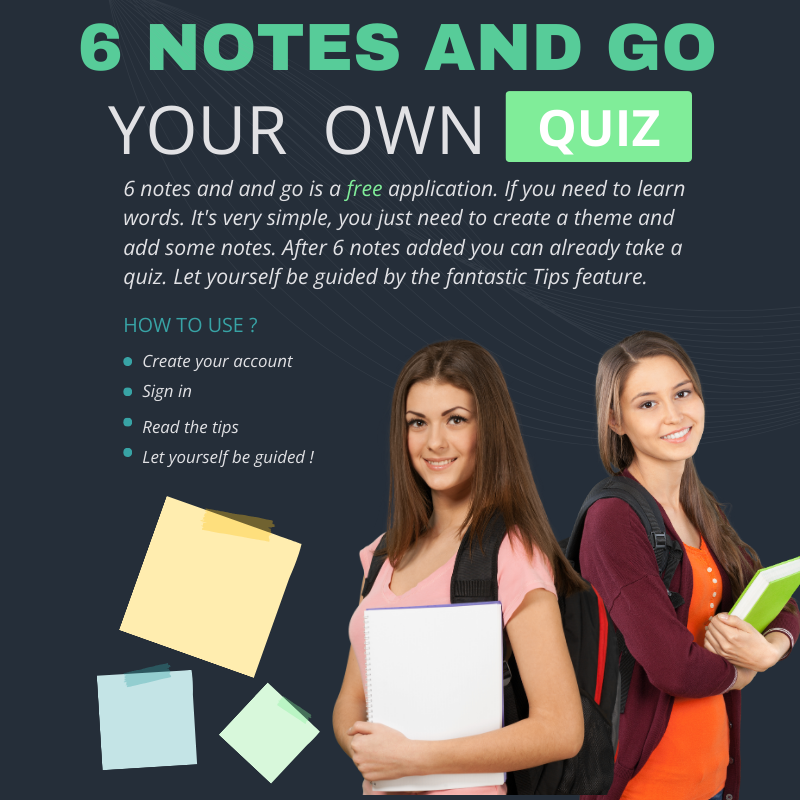 6 NOTES AND GO
YOUR OWN QUIZ
6 notes and and go is a free application. If you need to learn
words. It's very simple, you just need to create a theme and
add some notes. After 6 notes added you can already take a
quiz. Let yourself be guided by the fantastic Tips feature.
HOW TO USE ?
Create your account
Sign in
Read the tips
Let yourself be guided !